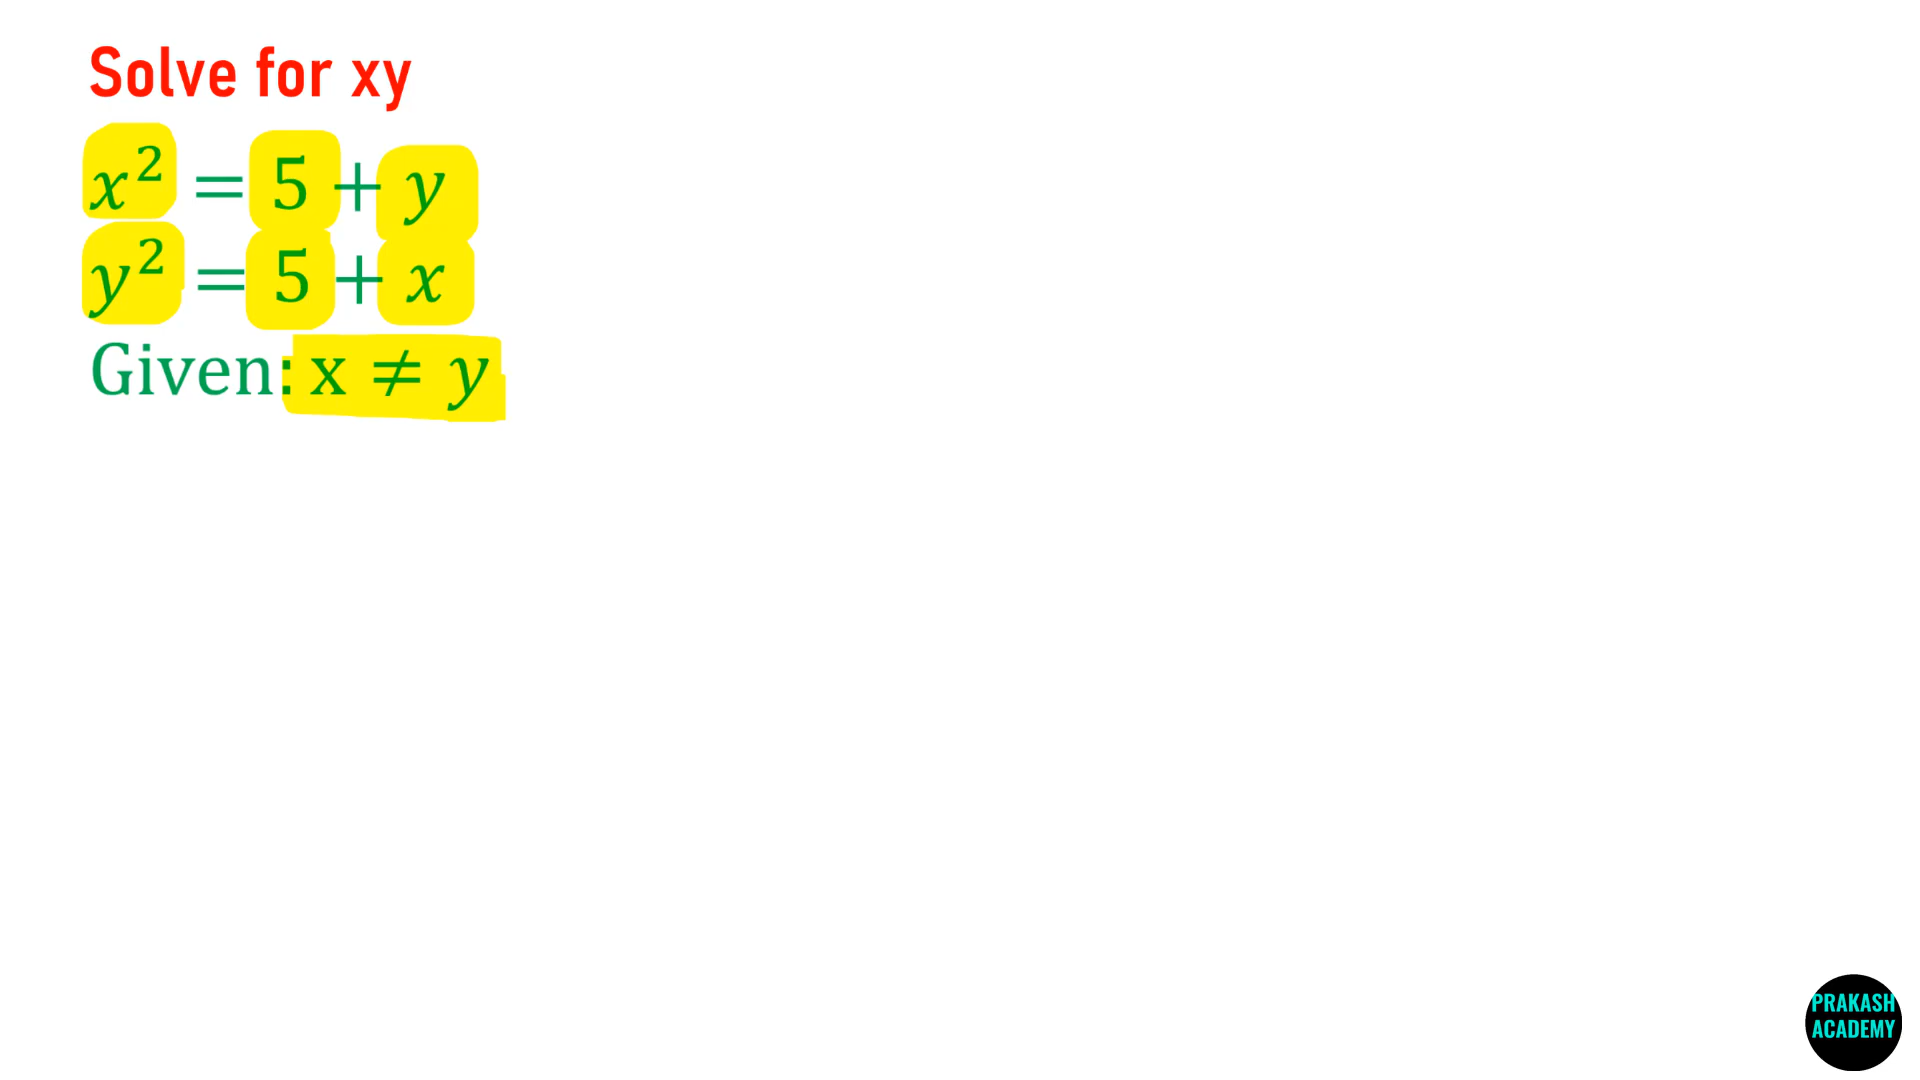 Solve for xy
x² = 5 + y
y² = 5 + x
Given: x ≠ y
PRAKASH
ACADEMY